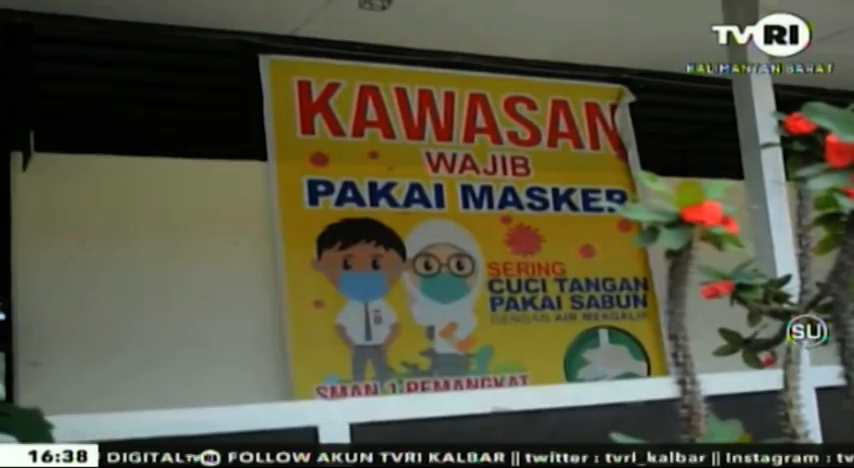 TVRI
KALIMANTAN BARAT
KAWASAN
WAJIB
PAKAI MASKER
SERING
CUCI TANGAN
PAKAI SABUN
DENGAN AIR MENGALIR
SMAN 1 PEMANGKAT
SU
16:38 DIGITAL TVRI FOLLOW AKUN TVRI KALBAR || twitter : tvri_kalbar || Instagram : tv